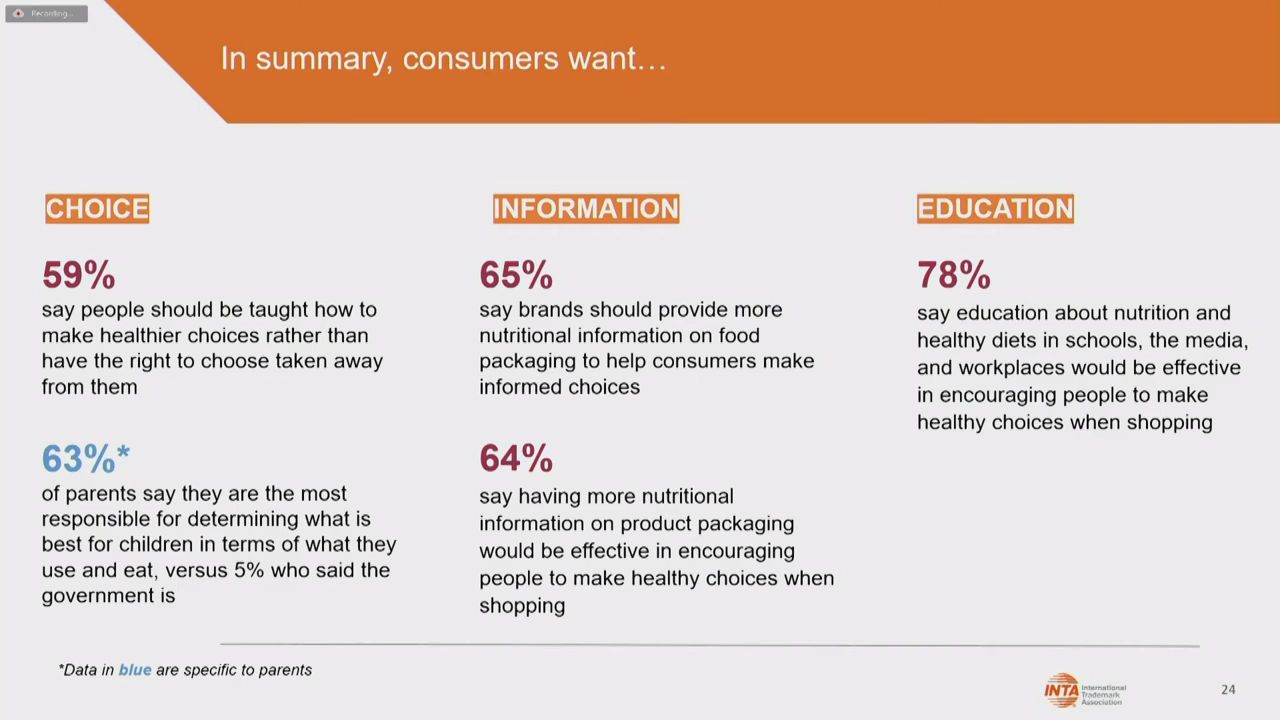 Recording...
In summary, consumers want...
CHOICE
59%
say people should be taught how to
make healthier choices rather than
have the right to choose taken away
from them
63%*
of parents say they are the most
responsible for determining what is
best for children in terms of what they
use and eat, versus 5% who said the
government is
INFORMATION
65%
say brands should provide more
nutritional information on food
packaging to help consumers make
informed choices
64%
say having more nutritional
information on product packaging
would be effective in encouraging
people to make healthy choices when
shopping
EDUCATION
78%
say education about nutrition and
healthy diets in schools, the media,
and workplaces would be effective
in encouraging people to make
healthy choices when shopping
*Data in blue are specific to parents
INTA
International
Trademark
Association
24